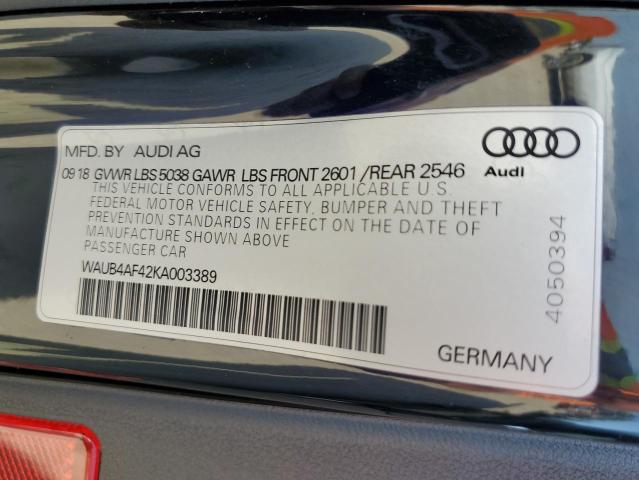 MFD. BY AUDI AG
09 18 GVWR LBS 5038 GAWR LBS FRONT 2601 /REAR 2546
Audi
THIS VEHICLE CONFORMS TO ALL APPLICABLE U S.
FEDERAL MOTOR VEHICLE SAFETY, BUMPER AND THEFT
PREVENTION STANDARDS IN EFFECT ON THE DATE OF
MANUFACTURE SHOWN ABOVE
PASSENGER CAR
WAUB4AF42KA003389
4050394
GERMANY